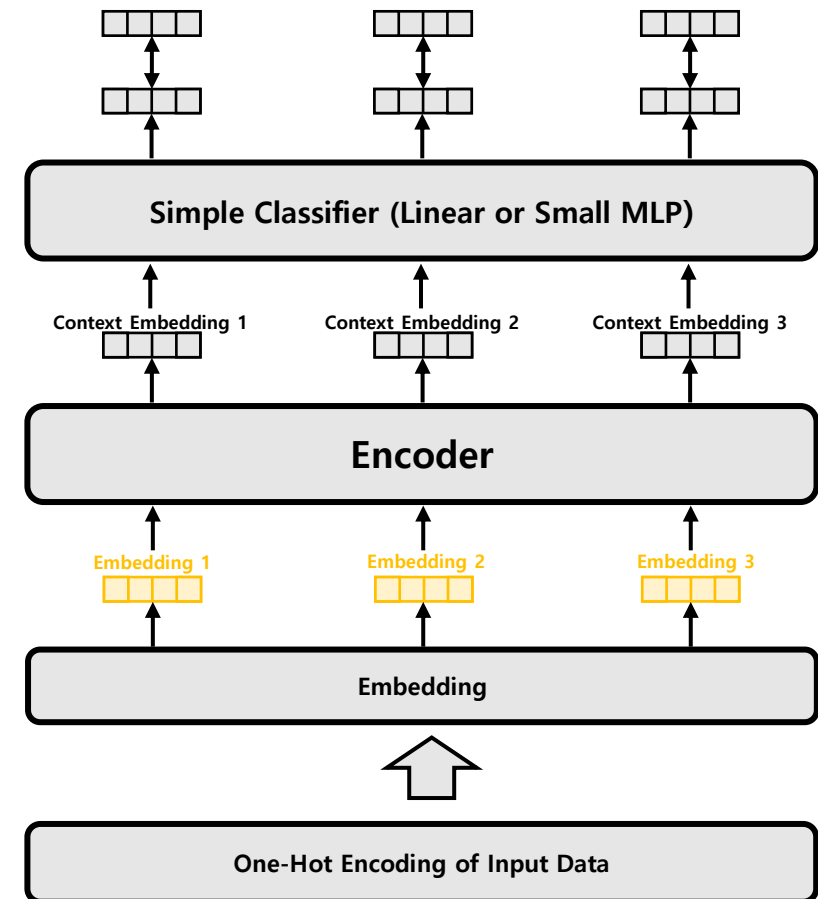 Simple Classifier (Linear or Small MLP)
Context Embedding 1
Context Embedding 2
Context Embedding 3
Encoder
Embedding 1
Embedding 2
Embedding 3
Embedding
One-Hot Encoding of Input Data